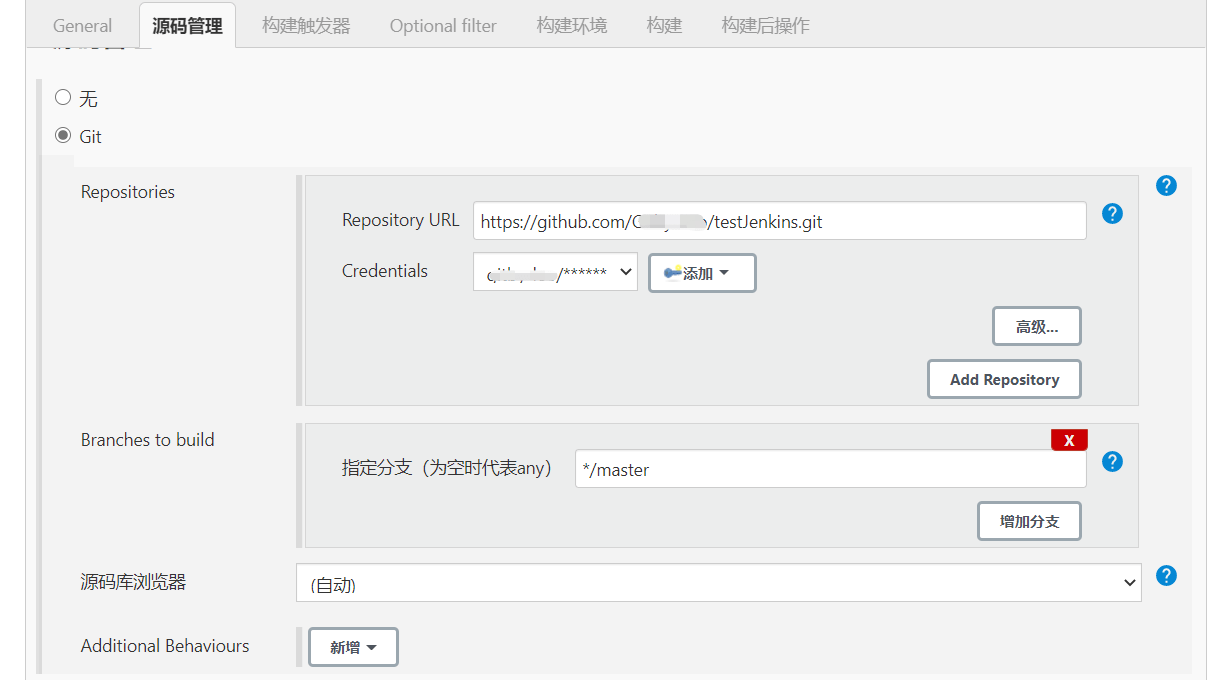 General 源码管理 构建触发器 Optional filter 构建环境 构建 构建后操作
无
Git
Repositories
Repository URL https://github.com/ /testJenkins.git
Credentials /****** 添加
高级...
Add Repository
Branches to build
X
指定分支（为空时代表any） */master
增加分支
源码库浏览器 (自动)
Additional Behaviours 新增